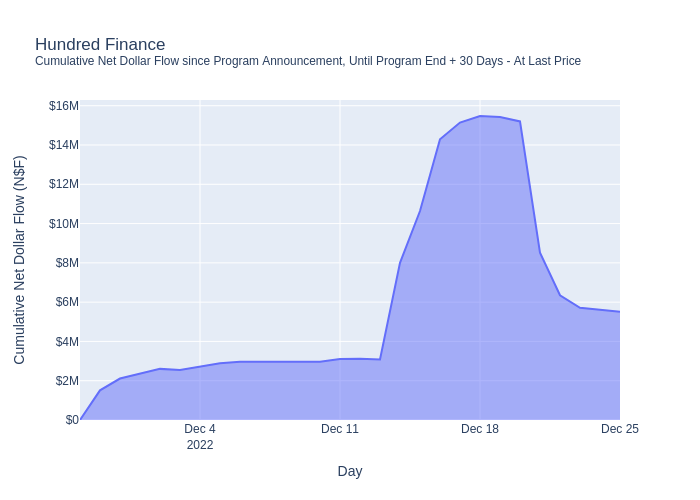 Hundred Finance
Cumulative Net Dollar Flow since Program Announcement, Until Program End + 30 Days - At Last Price
Cumulative Net Dollar Flow (N$F)
$16M
$14M
$12M
$10M
$8M
$6M
$4M
$2M
$0
Dec 4
2022
Dec 11
Dec 18
Dec 25
Day